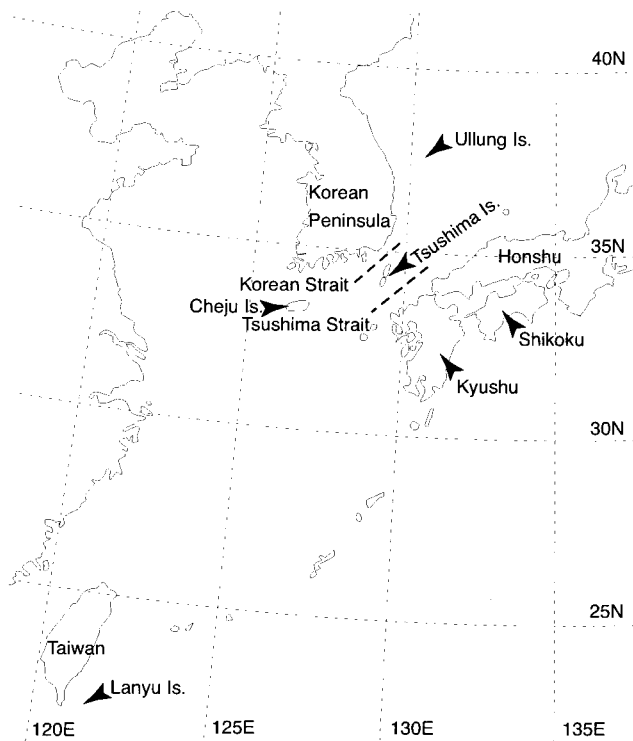 40N
Ullung Is.
Korean
Peninsula
Tsushima Is.
35N
Honshu
Korean Strait
Cheju Is.
Tsushima Strait
Shikoku
Kyushu
30N
25N
Taiwan
Lanyu Is.
120E
125E
130E
135E